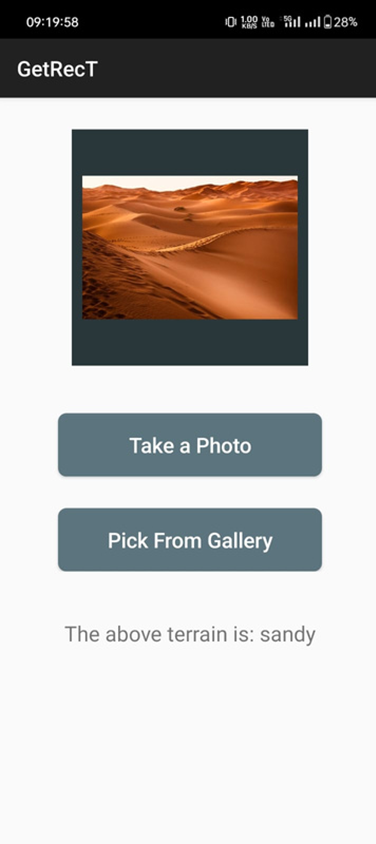 09:19:58 1.00 KB/S Vo LTE 5G 28%
GetRecT
Take a Photo
Pick From Gallery
The above terrain is: sandy